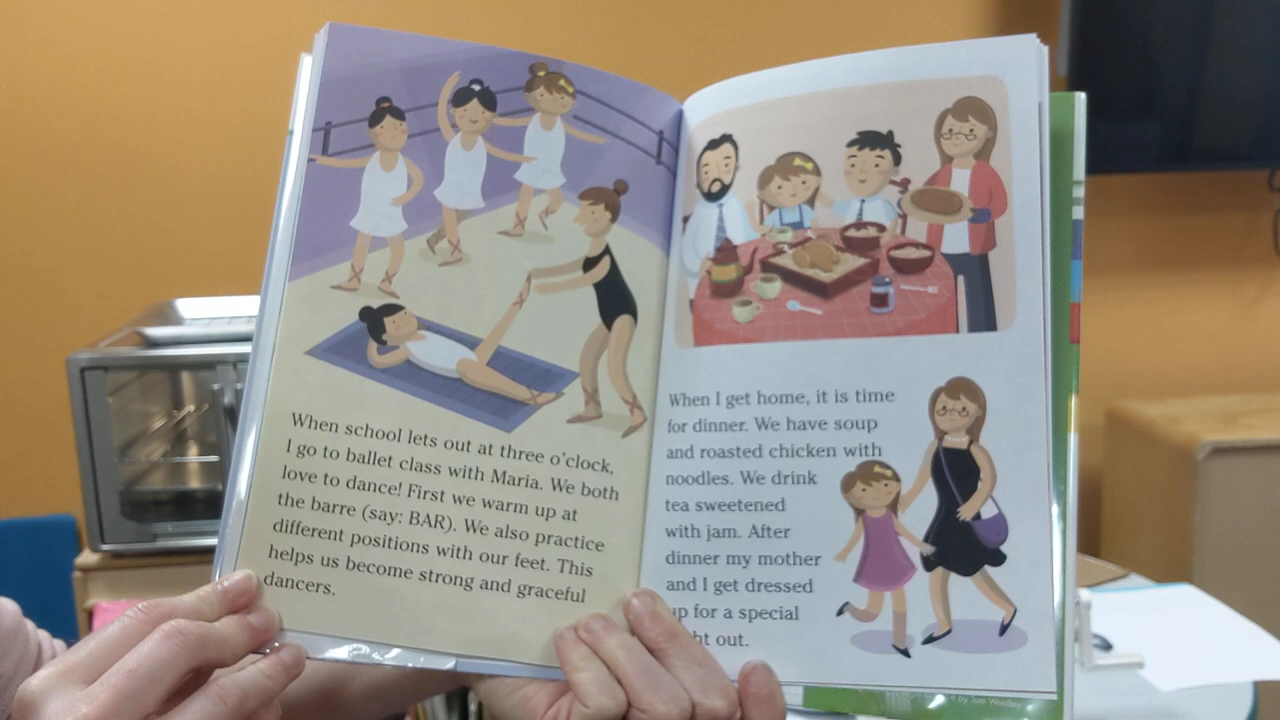 When school lets out at three o'clock,
I go to ballet class with Maria. We both
love to dance! First we warm up at
the barre (say: BAR). We also practice
different positions with our feet. This
helps us become strong and graceful
dancers.
When I get home, it is time
for dinner. We have soup
and roasted chicken with
noodles. We drink
tea sweetened
with jam. After
dinner my mother
and I get dressed
up for a special
out.